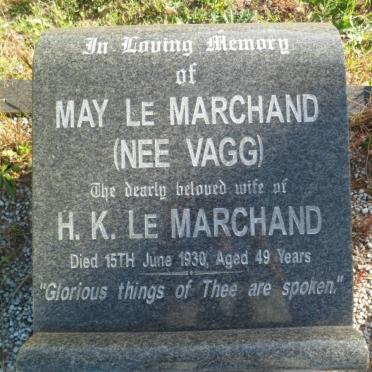 In Loving Memory
of
MAY LE MARCHAND
(NEE VAGG)
The dearly beloved wife of
H. K. LE MARCHAND
Died 15TH June 1930, Aged 49 Years
"Glorious things of Thee are spoken."